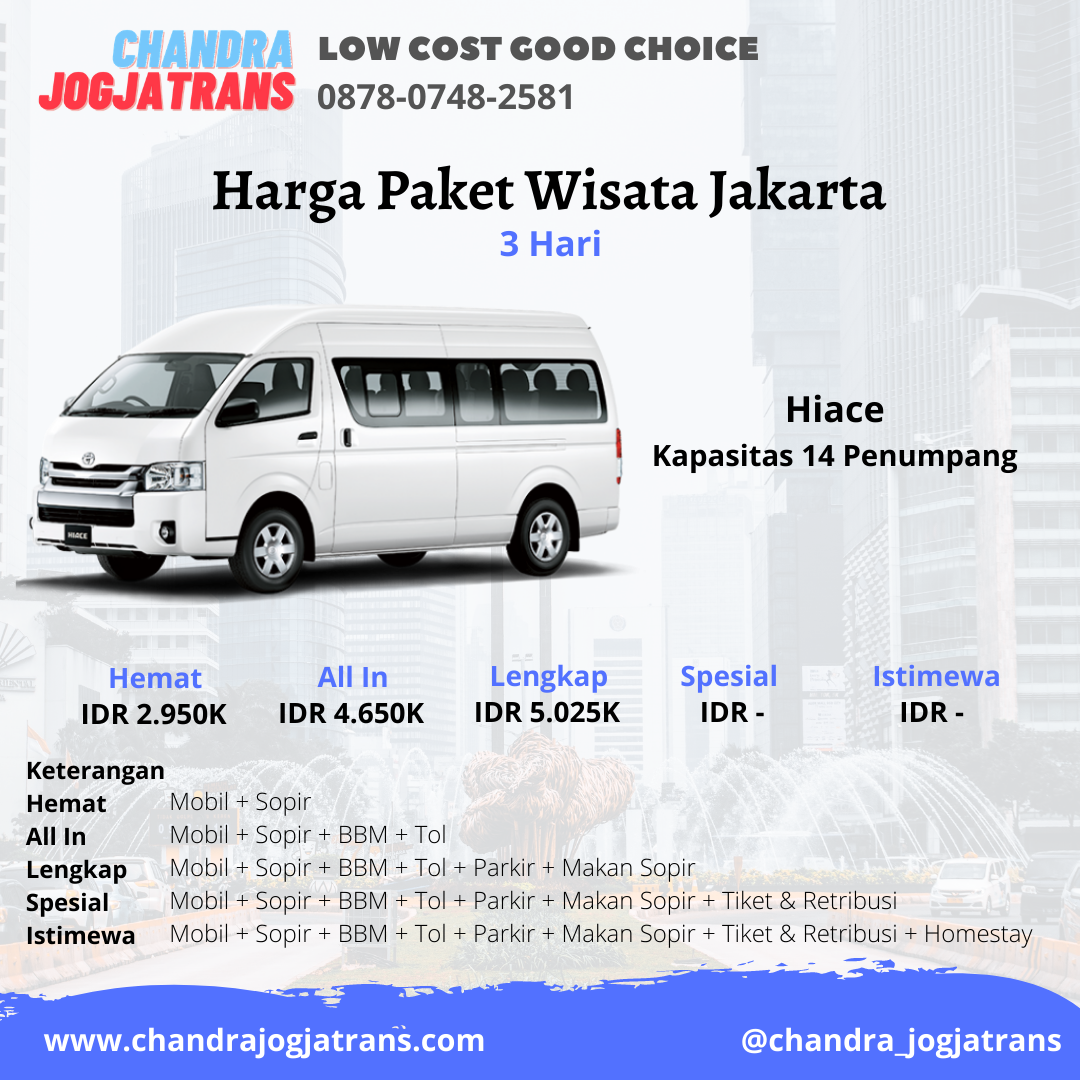 CHANDRA
JOGJATRANS
LOW COST GOOD CHOICE
0878-0748-2581
Harga Paket Wisata Jakarta
3 Hari
Hiace
Kapasitas 14 Penumpang
HIACE
Hemat All In Lengkap Spesial Istimewa
IDR 2.950K IDR 4.650K IDR 5.025K IDR - IDR -
Keterangan
Hemat Mobil + Sopir
All In Mobil + Sopir + BBM + Tol
Lengkap Mobil + Sopir + BBM + Tol + Parkir + Makan Sopir
Spesial Mobil + Sopir + BBM + Tol + Parkir + Makan Sopir + Tiket & Retribusi
Istimewa Mobil + Sopir + BBM + Tol + Parkir + Makan Sopir + Tiket & Retribusi + Homestay
www.chandrajogjatrans.com
@chandra_jogjatrans